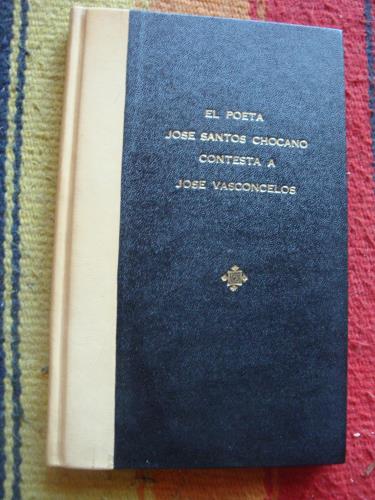 EL POETA
JOSE SANTOS CHOCANO
CONTESTA A
JOSE VASCONCELOS